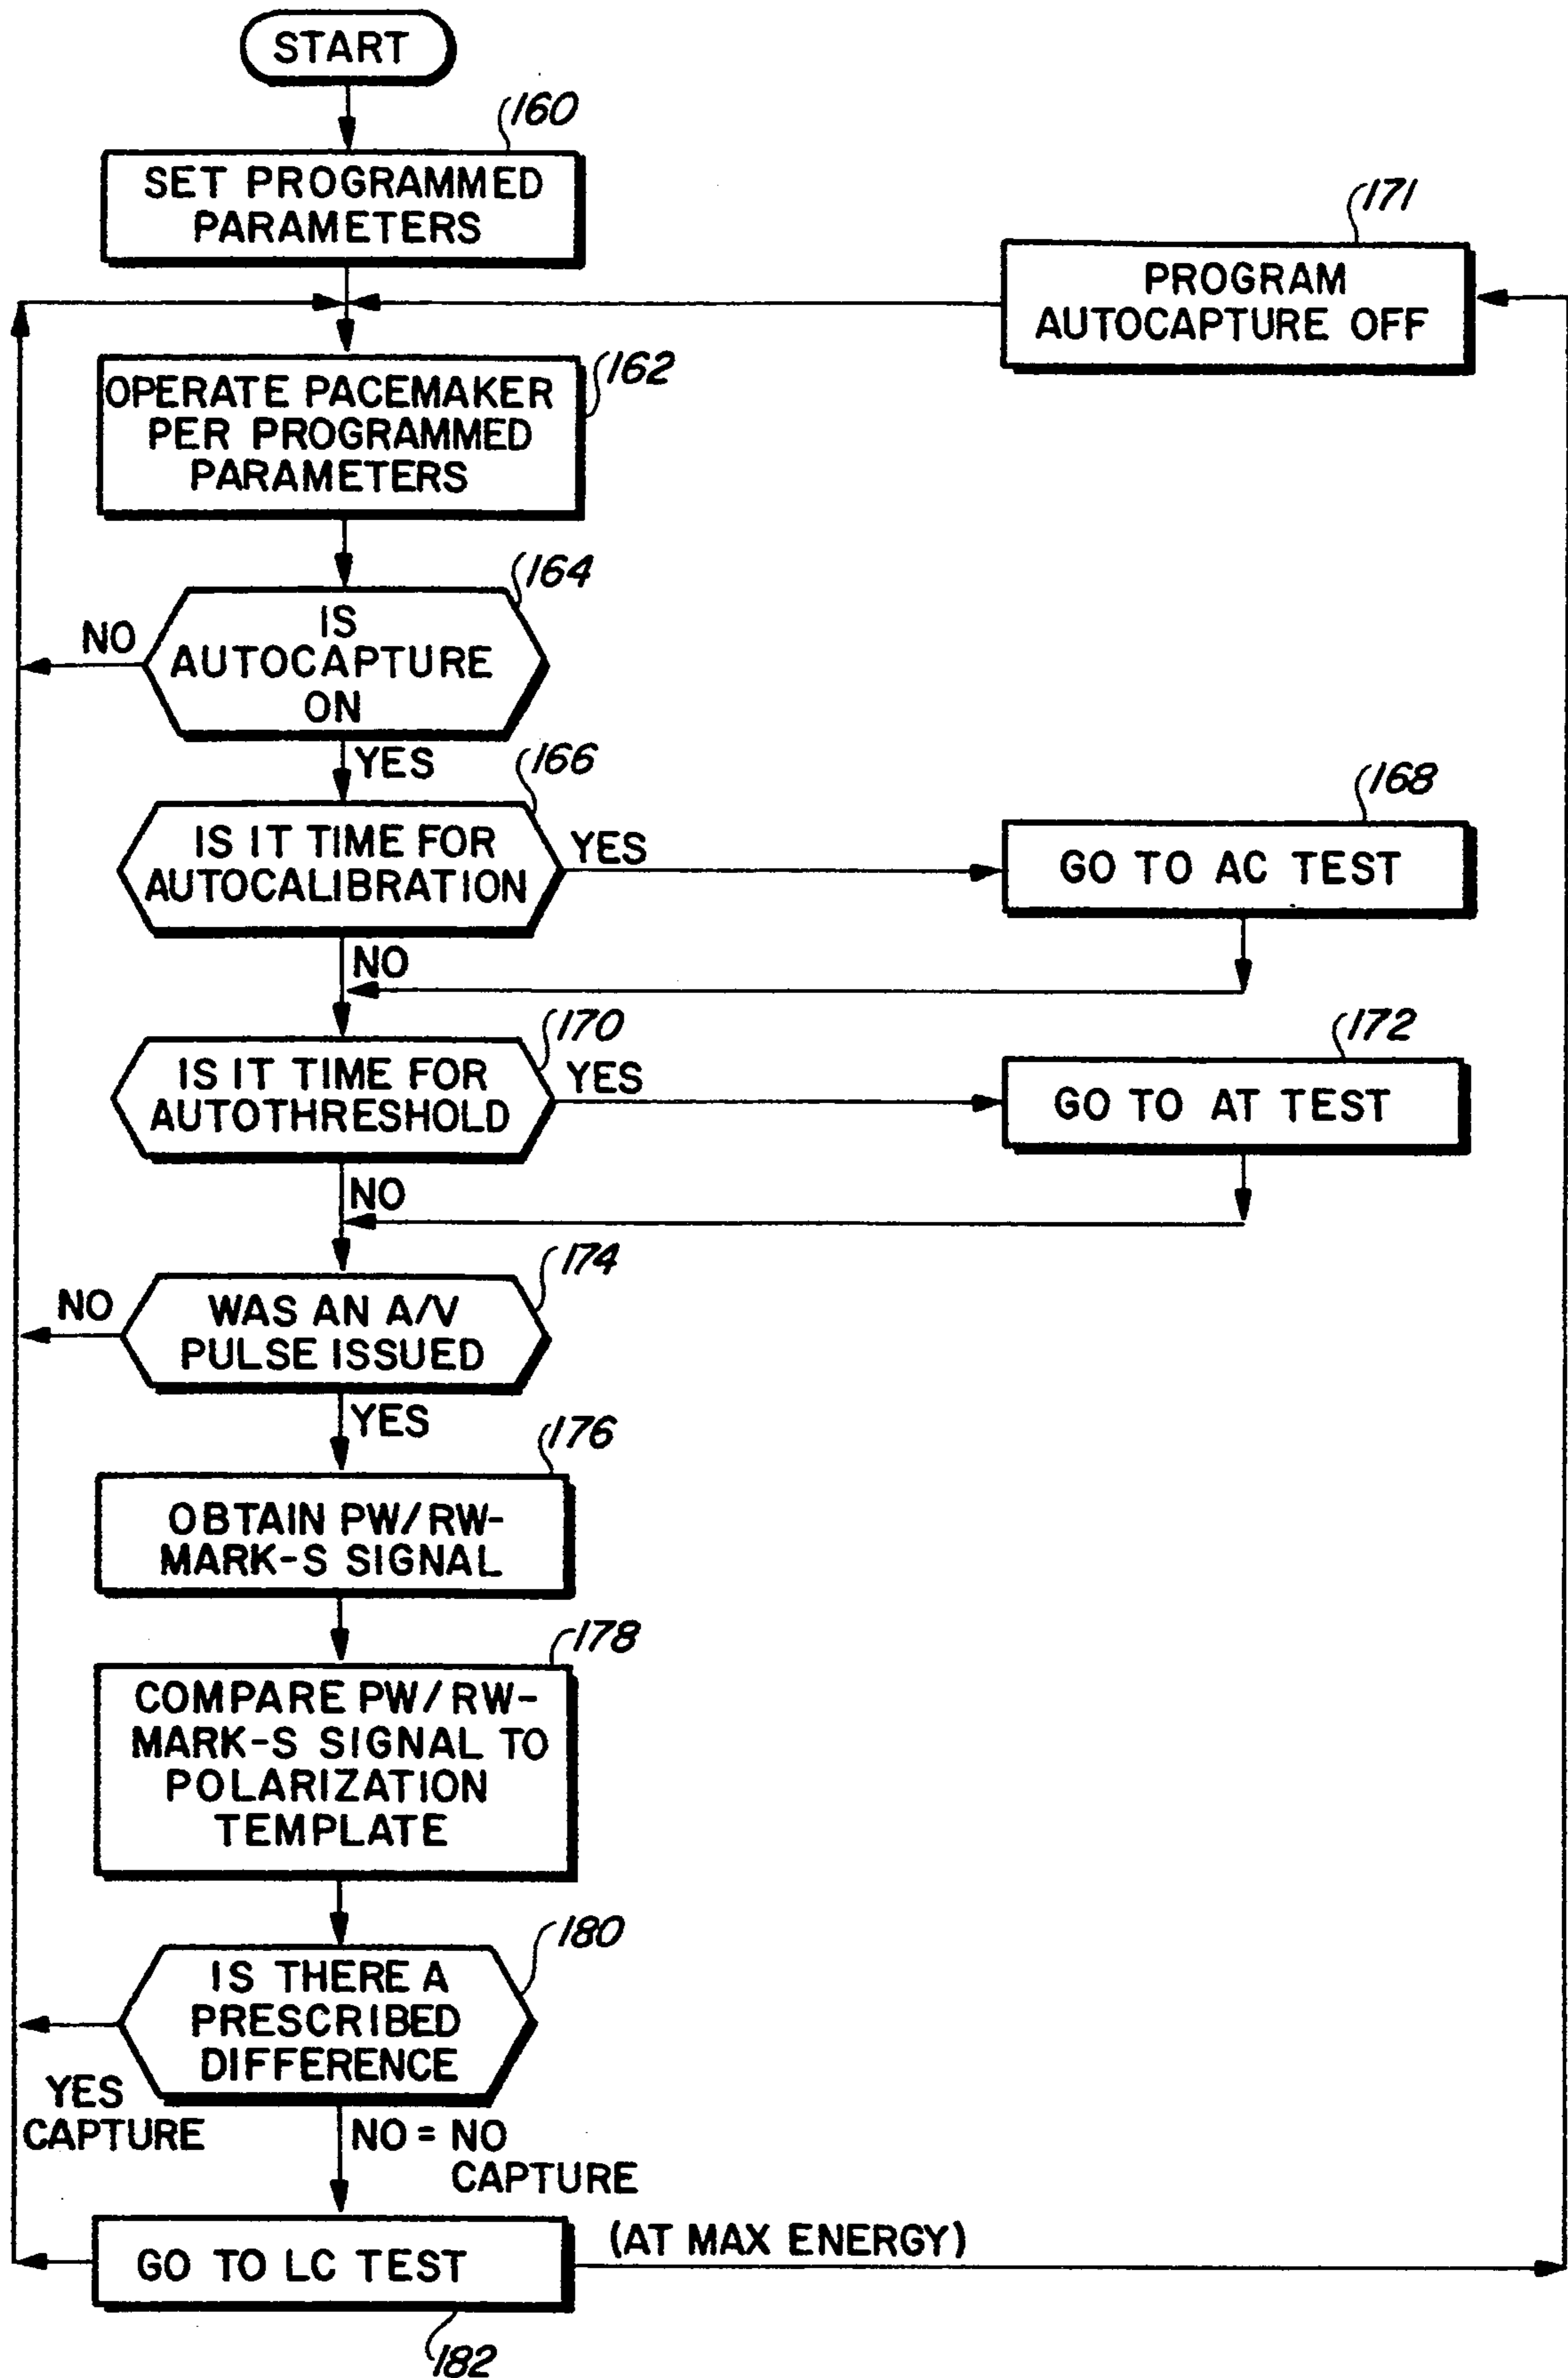 START
160
SET PROGRAMMED
PARAMETERS
171
PROGRAM
AUTOCAPTURE OFF
162
OPERATE PACEMAKER
PER PROGRAMMED
PARAMETERS
164
IS
AUTOCAPTURE
ON
NO
YES
166
IS IT TIME FOR
AUTOCALIBRATION
YES
168
GO TO AC TEST
NO
170
IS IT TIME FOR
AUTOTHRESHOLD
YES
172
GO TO AT TEST
NO
174
WAS AN A/V
PULSE ISSUED
NO
YES
176
OBTAIN PW/RW-
MARK-S SIGNAL
178
COMPARE PW/RW-
MARK-S SIGNAL TO
POLARIZATION
TEMPLATE
180
IS THERE A
PRESCRIBED
DIFFERENCE
YES
CAPTURE
NO = NO
CAPTURE
GO TO LC TEST
(AT MAX ENERGY)
182